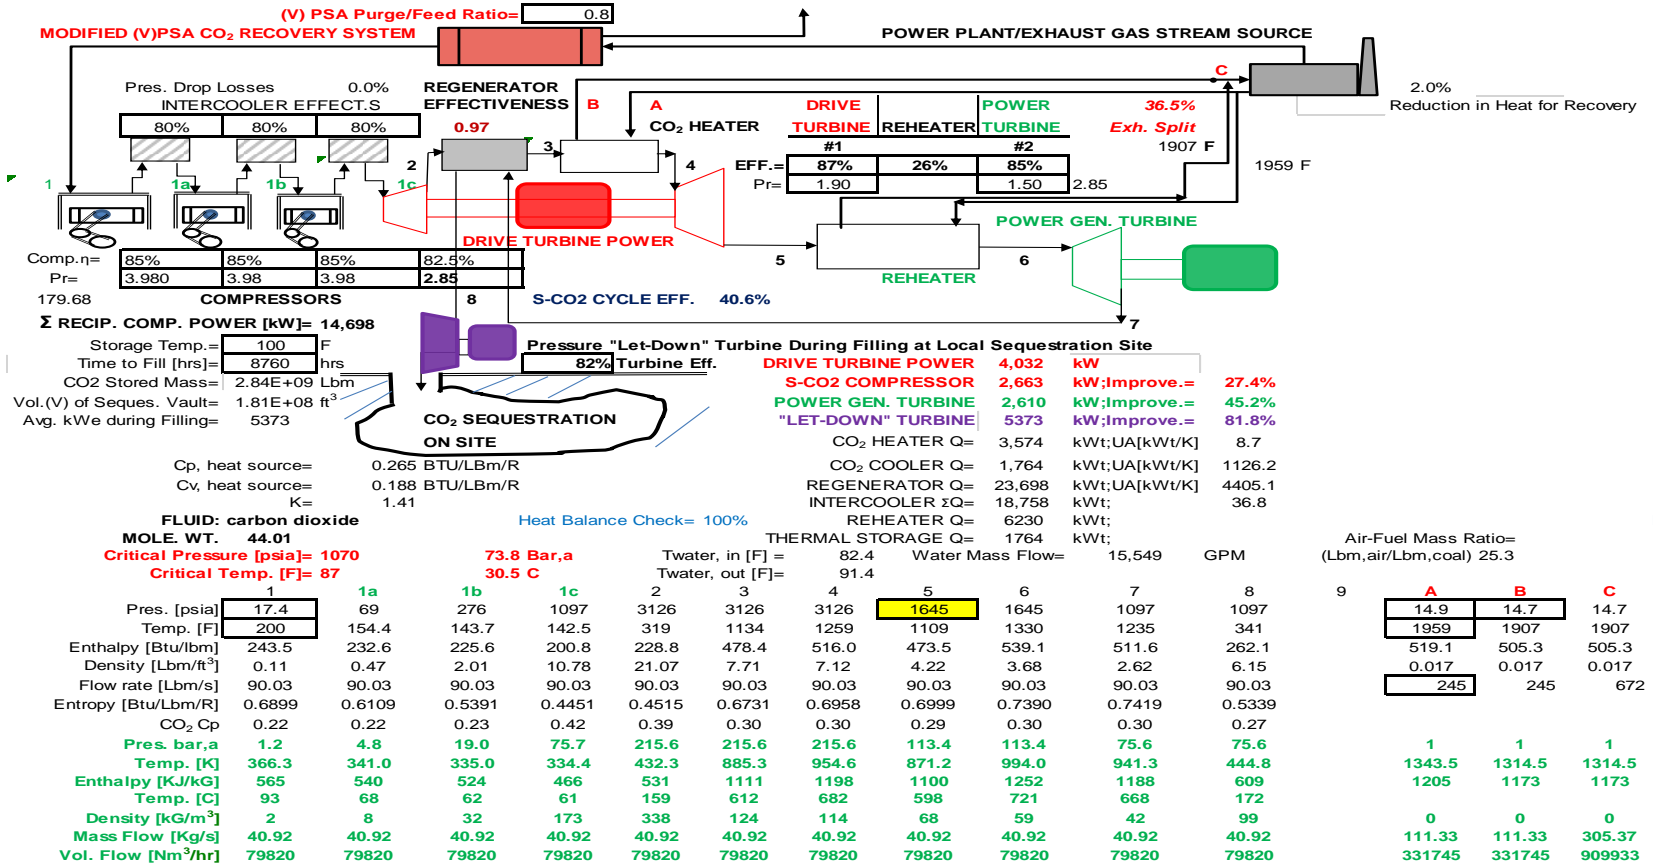 (V) PSA Purge/Feed Ratio= 0.8
MODIFIED (V)PSA CO₂ RECOVERY SYSTEM
POWER PLANT/EXHAUST GAS STREAM SOURCE
C
Pres. Drop Losses 0.0%
REGENERATOR
2.0%
INTERCOOLER EFFECT.S
EFFECTIVENESS
B A
DRIVE POWER 36.5%
Reduction in Heat for Recovery
80% 80% 80%
0.97
CO₂ HEATER
TURBINE REHEATER TURBINE Exh. Split
#1 #2 1907 F
2 3 4
EFF.= 87% 26% 85%
1959 F
1 1a 1b 1c
Pr= 1.90 1.50 2.85
POWER GEN. TURBINE
DRIVE TURBINE POWER
Comp.η= 85% 85% 85% 82.5%
5 6
Pr= 3.980 3.98 3.98 2.85
REHEATER
179.68 COMPRESSORS 8 S-CO2 CYCLE EFF. 40.6%
7
Σ RECIP. COMP. POWER [kW]= 14,698
Storage Temp.= 100 F
Pressure "Let-Down" Turbine During Filling at Local Sequestration Site
Time to Fill [hrs]= 8760 hrs
82% Turbine Eff.
DRIVE TURBINE POWER 4,032 kW
CO2 Stored Mass= 2.84E+09 Lbm
S-CO2 COMPRESSOR 2,663 kW;Improve.= 27.4%
Vol.(V) of Seques. Vault= 1.81E+08 ft³
POWER GEN. TURBINE 2,610 kW;Improve.= 45.2%
Avg. kWe during Filling= 5373
CO₂ SEQUESTRATION
"LET-DOWN" TURBINE 5373 kW;Improve.= 81.8%
ON SITE
CO₂ HEATER Q= 3,574 kWt;UA[kWt/K] 8.7
Cp, heat source= 0.265 BTU/LBm/R
CO₂ COOLER Q= 1,764 kWt;UA[kWt/K] 1126.2
Cv, heat source= 0.188 BTU/LBm/R
REGENERATOR Q= 23,698 kWt;UA[kWt/K] 4405.1
K= 1.41
INTERCOOLER ΣQ= 18,758 kWt; 36.8
FLUID: carbon dioxide
Heat Balance Check= 100%
REHEATER Q= 6230 kWt;
MOLE. WT. 44.01
THERMAL STORAGE Q= 1764 kWt;
Air-Fuel Mass Ratio=
Critical Pressure [psia]= 1070 73.8 Bar,a
Twater, in [F] = 82.4 Water Mass Flow= 15,549 GPM
(Lbm,air/Lbm,coal) 25.3
Critical Temp. [F]= 87 30.5 C
Twater, out [F]= 91.4
1 1a 1b 1c 2 3 4 5 6 7 8 9 A B C
Pres. [psia] 17.4 69 276 1097 3126 3126 3126 1645 1645 1097 1097 14.9 14.7 14.7
Temp. [F] 200 154.4 143.7 142.5 319 1134 1259 1109 1330 1235 341 1959 1907 1907
Enthalpy [Btu/lbm] 243.5 232.6 225.6 200.8 228.8 478.4 516.0 473.5 539.1 511.6 262.1 519.1 505.3 505.3
Density [Lbm/ft³] 0.11 0.47 2.01 10.78 21.07 7.71 7.12 4.22 3.68 2.62 6.15 0.017 0.017 0.017
Flow rate [Lbm/s] 90.03 90.03 90.03 90.03 90.03 90.03 90.03 90.03 90.03 90.03 90.03 245 245 672
Entropy [Btu/Lbm/R] 0.6899 0.6109 0.5391 0.4451 0.4515 0.6731 0.6958 0.6999 0.7390 0.7419 0.5339
CO₂ Cp 0.22 0.22 0.23 0.42 0.39 0.30 0.30 0.29 0.30 0.30 0.27
Pres. bar,a 1.2 4.8 19.0 75.7 215.6 215.6 215.6 113.4 113.4 75.6 75.6 1 1 1
Temp. [K] 366.3 341.0 335.0 334.4 432.3 885.3 954.6 871.2 994.0 941.3 444.8 1343.5 1314.5 1314.5
Enthalpy [KJ/kG] 565 540 524 466 531 1111 1198 1100 1252 1188 609 1205 1173 1173
Temp. [C] 93 68 62 61 159 612 682 598 721 668 172
Density [kG/m³] 2 8 32 173 338 124 114 68 59 42 99 0 0 0
Mass Flow [Kg/s] 40.92 40.92 40.92 40.92 40.92 40.92 40.92 40.92 40.92 40.92 40.92 111.33 111.33 305.37
Vol. Flow [Nm³/hr] 79820 79820 79820 79820 79820 79820 79820 79820 79820 79820 79820 331745 331745 909933